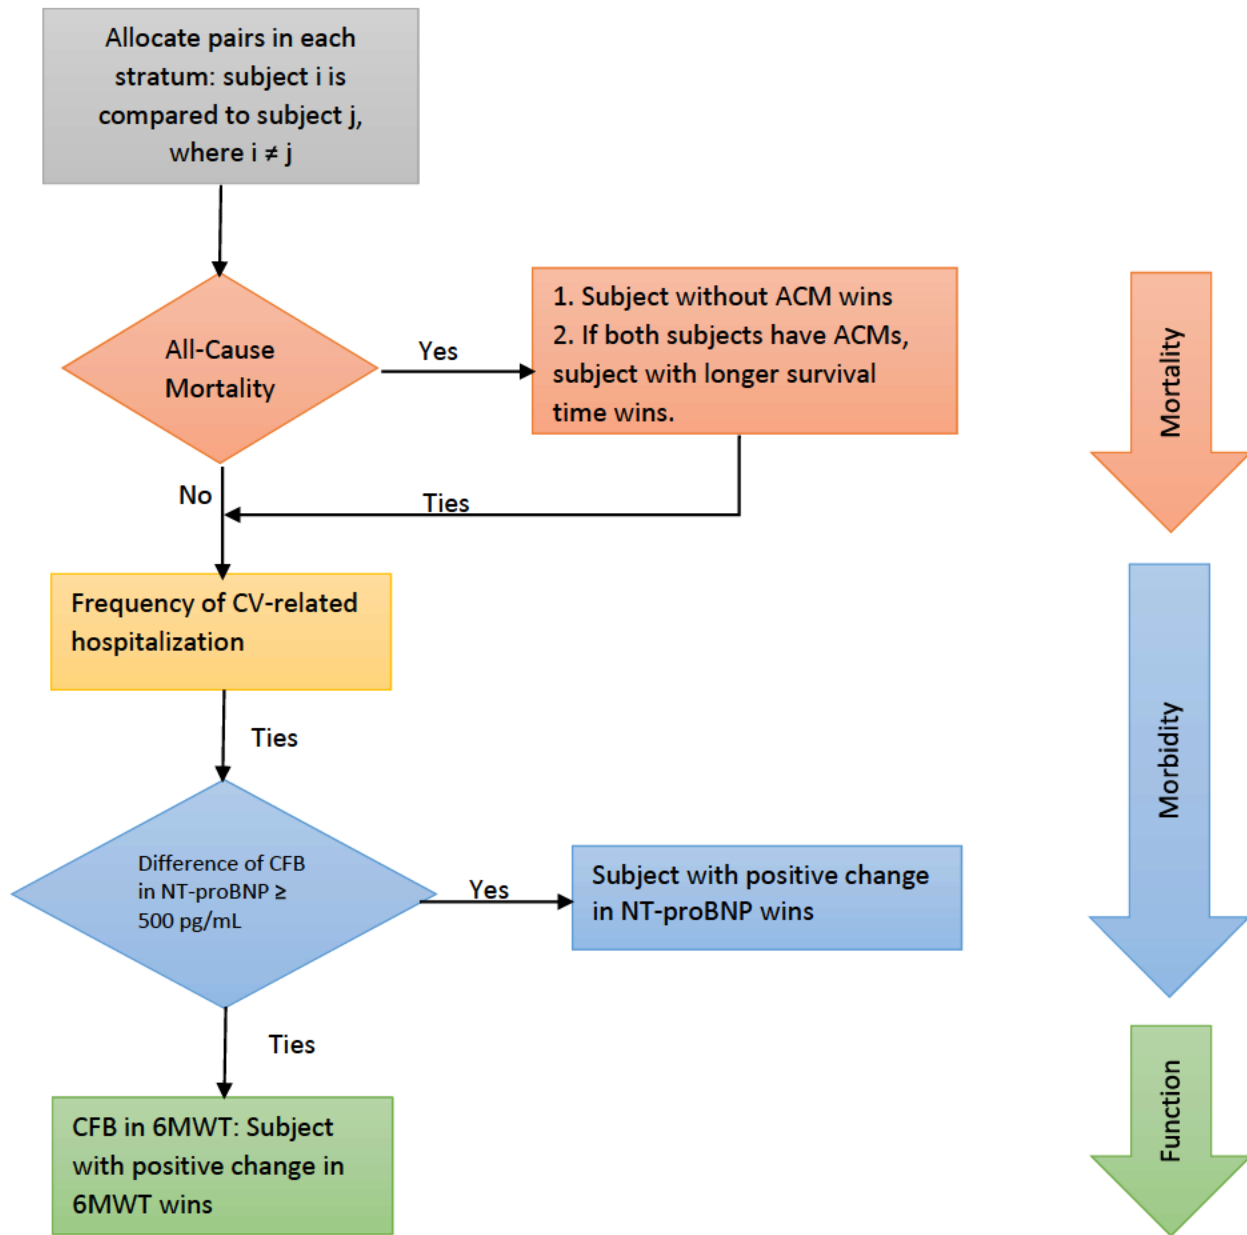 Allocate pairs in each
stratum: subject i is
compared to subject j,
where i ≠ j
All-Cause
Mortality
Yes
1. Subject without ACM wins
2. If both subjects have ACMs,
subject with longer survival
time wins.
Mortality
No
Ties
Frequency of CV-related
hospitalization
Ties
Morbidity
Difference of CFB
in NT-proBNP ≥
500 pg/mL
Yes
Subject with positive change
in NT-proBNP wins
Ties
CFB in 6MWT: Subject
with positive change in
6MWT wins
Function